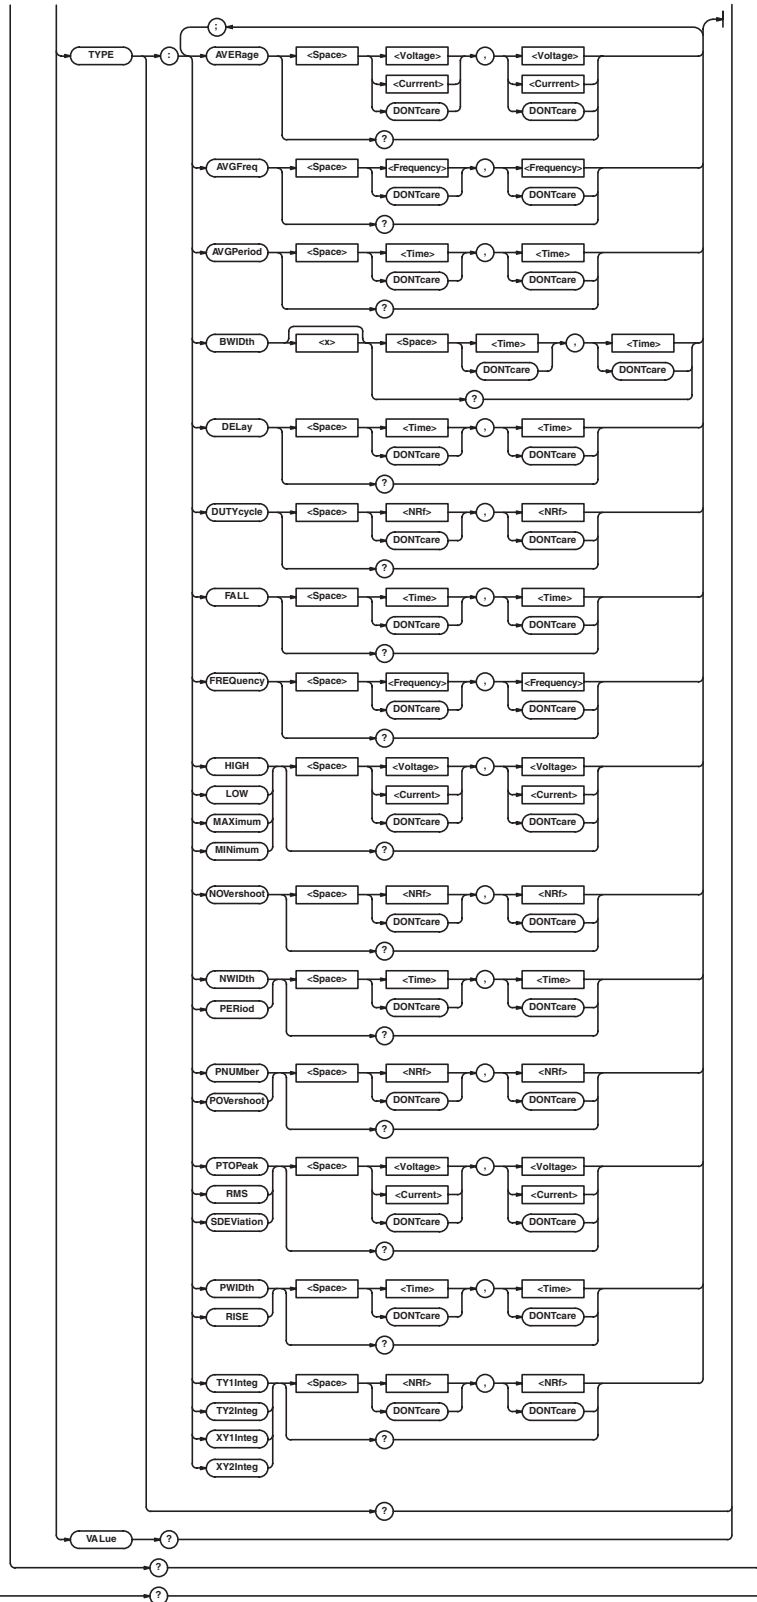 ;
TYPE : AVERage <Space> <Voltage> , <Voltage>
<Currrent> <Currrent>
DONTcare DONTcare
?
AVGFreq <Space> <Frequency> , <Frequency>
DONTcare DONTcare
?
AVGPeriod <Space> <Time> , <Time>
DONTcare DONTcare
?
BWIDth <x> <Space> <Time> , <Time>
DONTcare DONTcare
?
DELay <Space> <Time> , <Time>
DONTcare DONTcare
?
DUTYcycle <Space> <NRf> , <NRf>
DONTcare DONTcare
?
FALL <Space> <Time> , <Time>
DONTcare DONTcare
?
FREQuency <Space> <Frequency> , <Frequency>
DONTcare DONTcare
?
HIGH <Space> <Voltage> , <Voltage>
LOW <Current> <Current>
MAXimum DONTcare DONTcare
MINimum ?
NOVershoot <Space> <NRf> , <NRf>
DONTcare DONTcare
?
NWIDth <Space> <Time> , <Time>
PERiod DONTcare DONTcare
?
PNUMber <Space> <NRf> , <NRf>
POVershoot DONTcare DONTcare
?
PTOPeak <Space> <Voltage> , <Voltage>
RMS <Current> <Current>
SDEViation DONTcare DONTcare
?
PWIDth <Space> <Time> , <Time>
RISE DONTcare DONTcare
?
TY1Integ <Space> <NRf> , <NRf>
TY2Integ DONTcare DONTcare
XY1Integ ?
XY2Integ
?
VALue ?
?
?